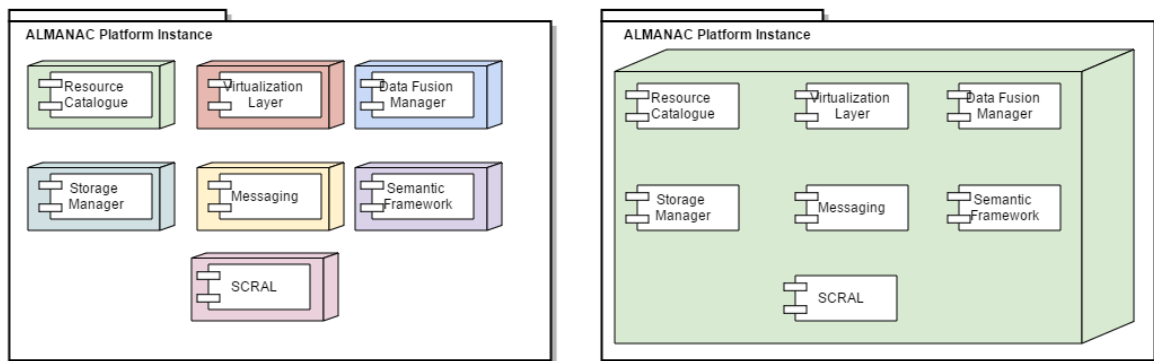 ALMANAC Platform Instance
Resource
Catalogue
Virtualization
Layer
Data Fusion
Manager
Storage
Manager
Messaging
Semantic
Framework
SCRAL
ALMANAC Platform Instance
Resource
Catalogue
Virtualization
Layer
Data Fusion
Manager
Storage
Manager
Messaging
Semantic
Framework
SCRAL